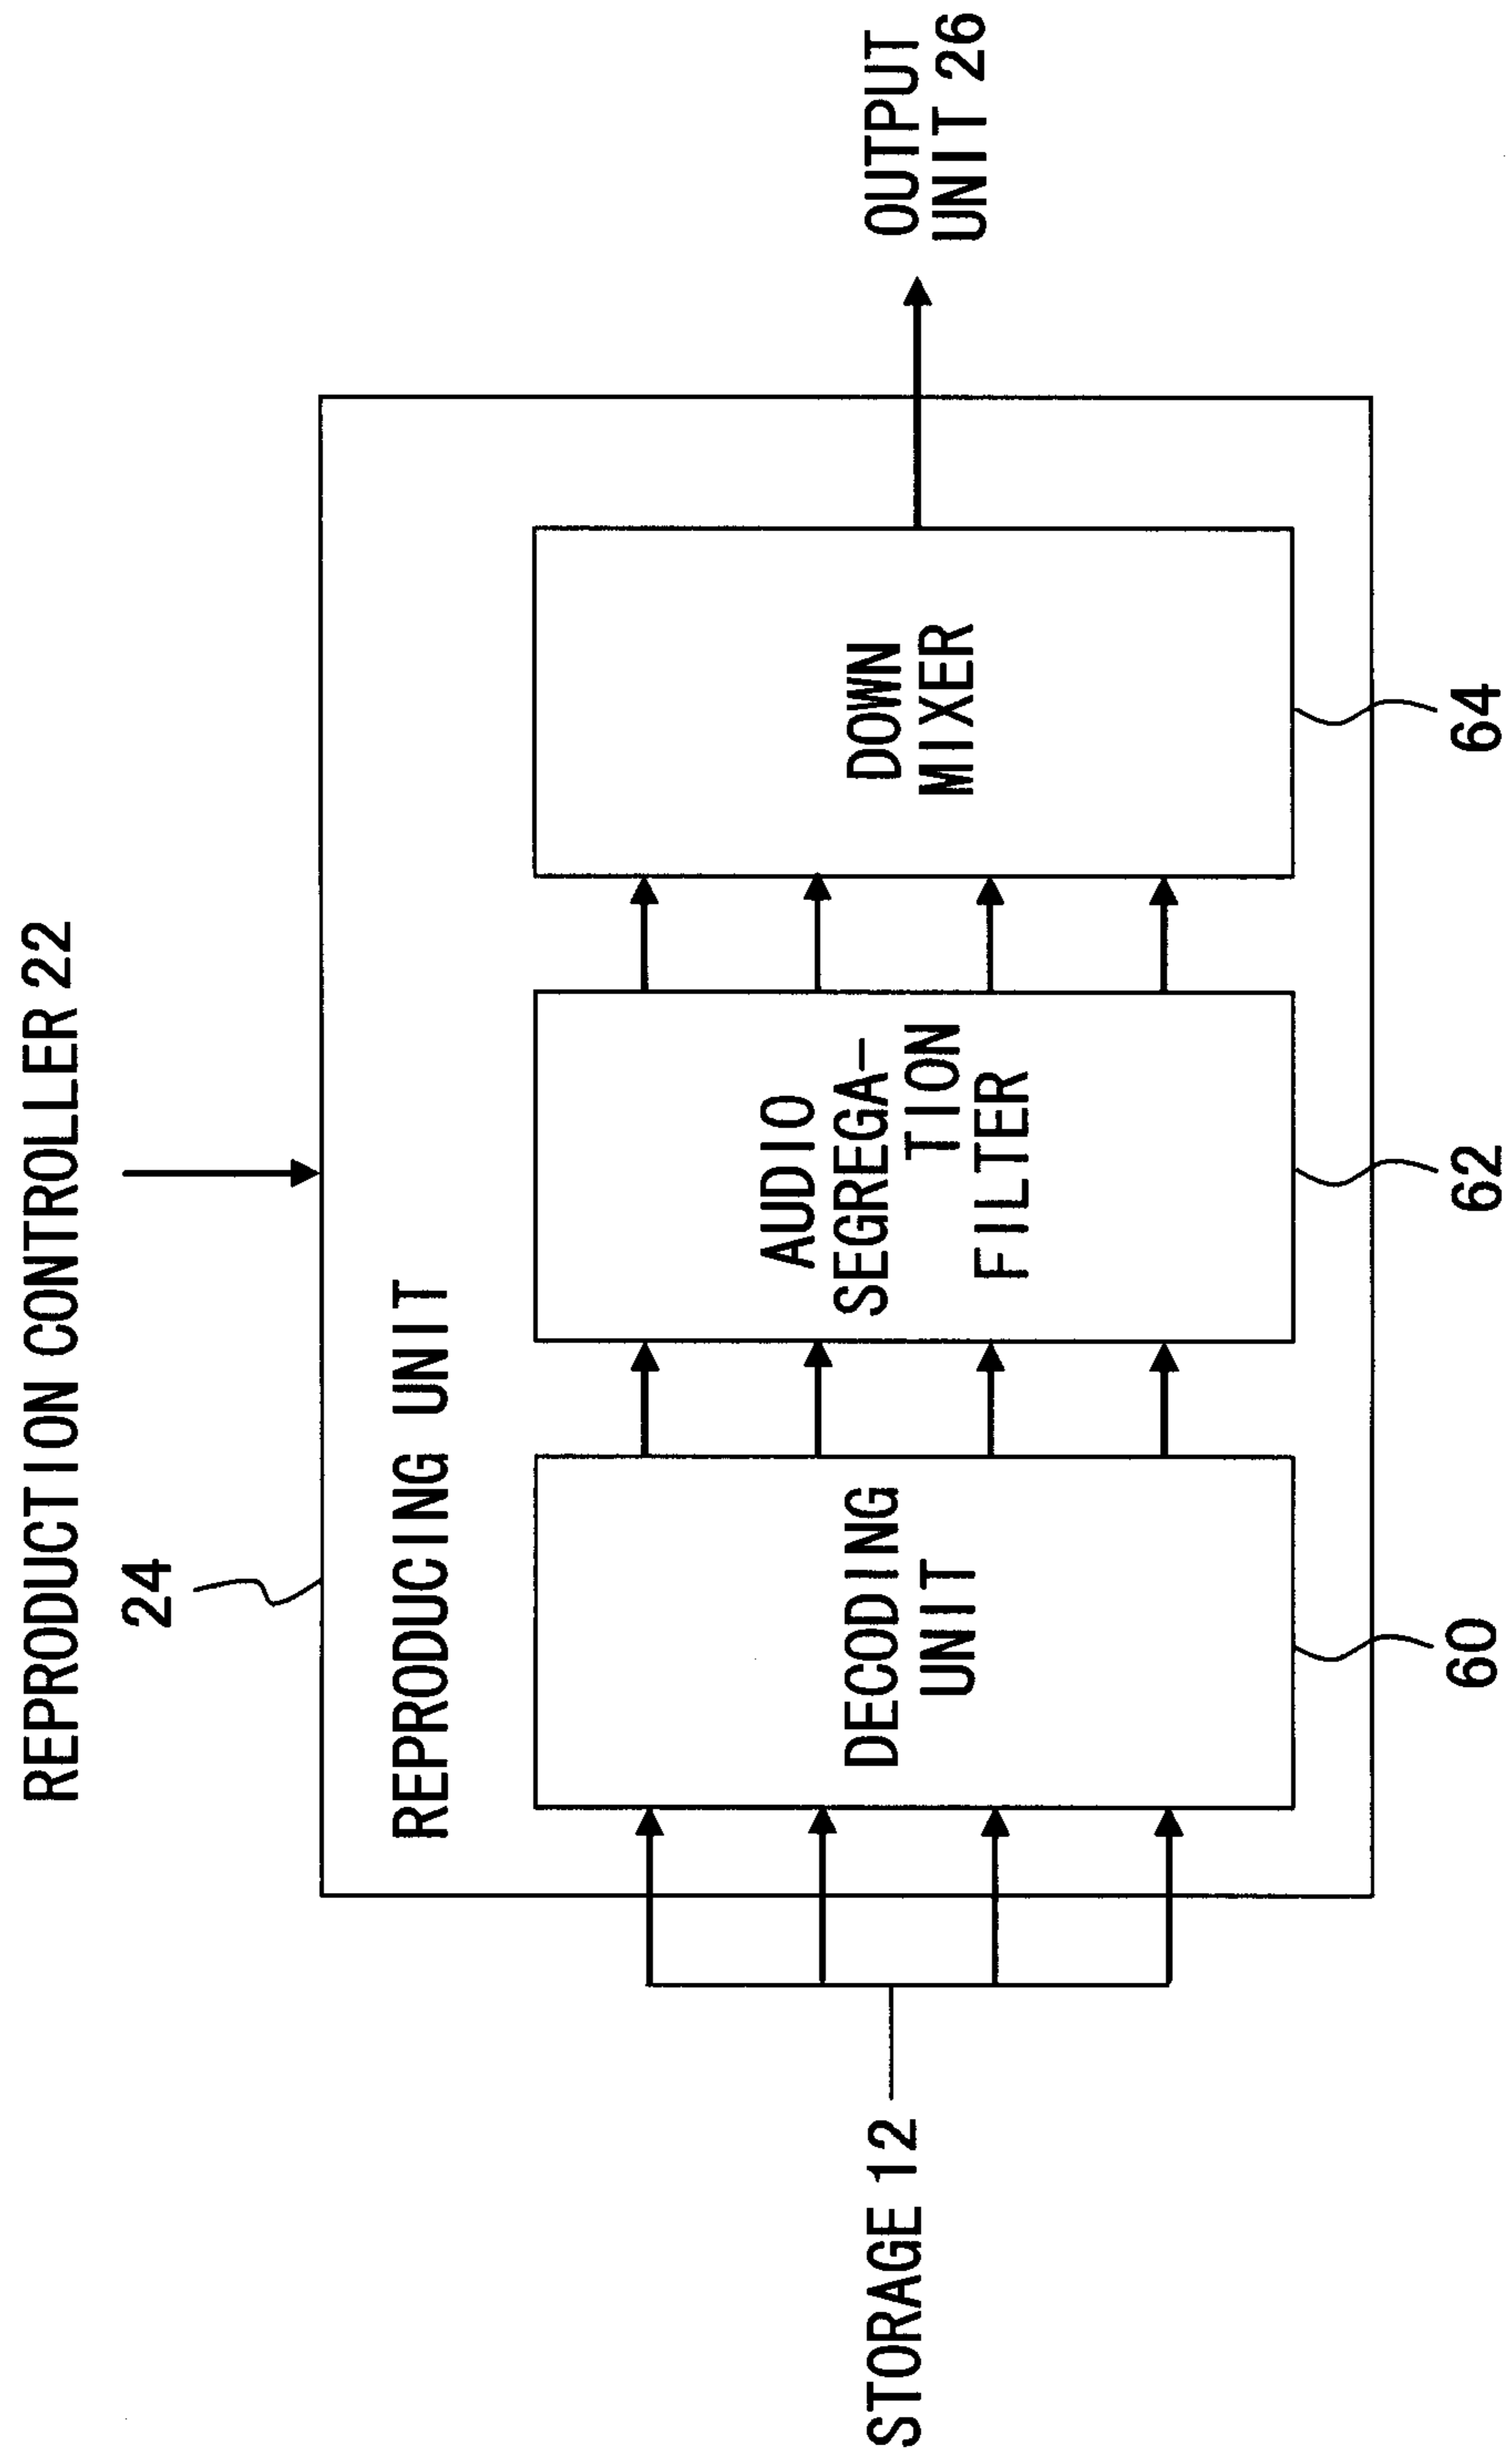 REPRODUCTION CONTROLLER 22
24
REPRODUCING UNIT
STORAGE 12
DECODING
UNIT
AUDIO
SEGREGA-
TION
FILTER
DOWN
MIXER
OUTPUT
UNIT 26
60
62
64